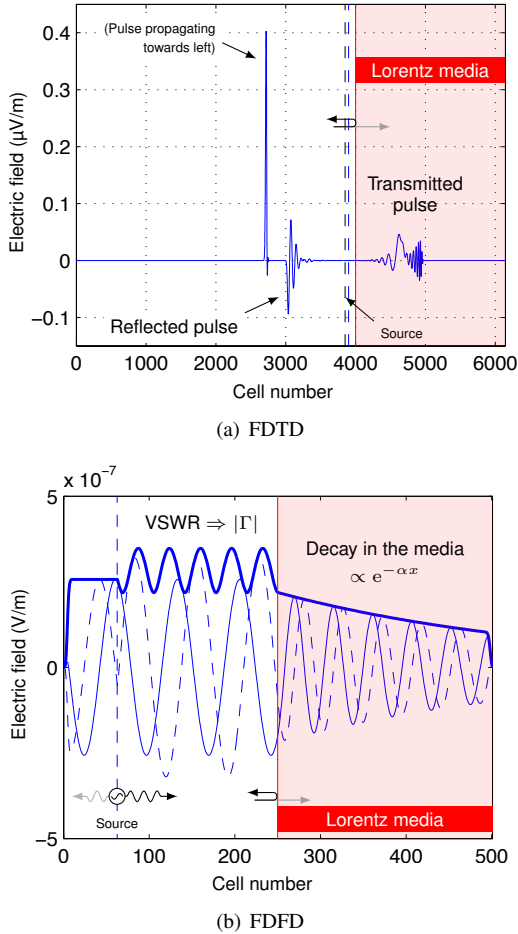 0.4
0.3
0.2
0.1
0
−0.1
Electric field (µV/m)
(Pulse propagating
towards left)
Lorentz media
Transmitted
pulse
Reflected pulse
Source
0 1000 2000 3000 4000 5000 6000
Cell number
(a) FDTD
x 10⁻⁷
5
0
−5
Electric field (V/m)
VSWR ⇒ |Γ|
Decay in the media
∝ e⁻ᵅˣ
Source
Lorentz media
0 100 200 300 400 500
Cell number
(b) FDFD